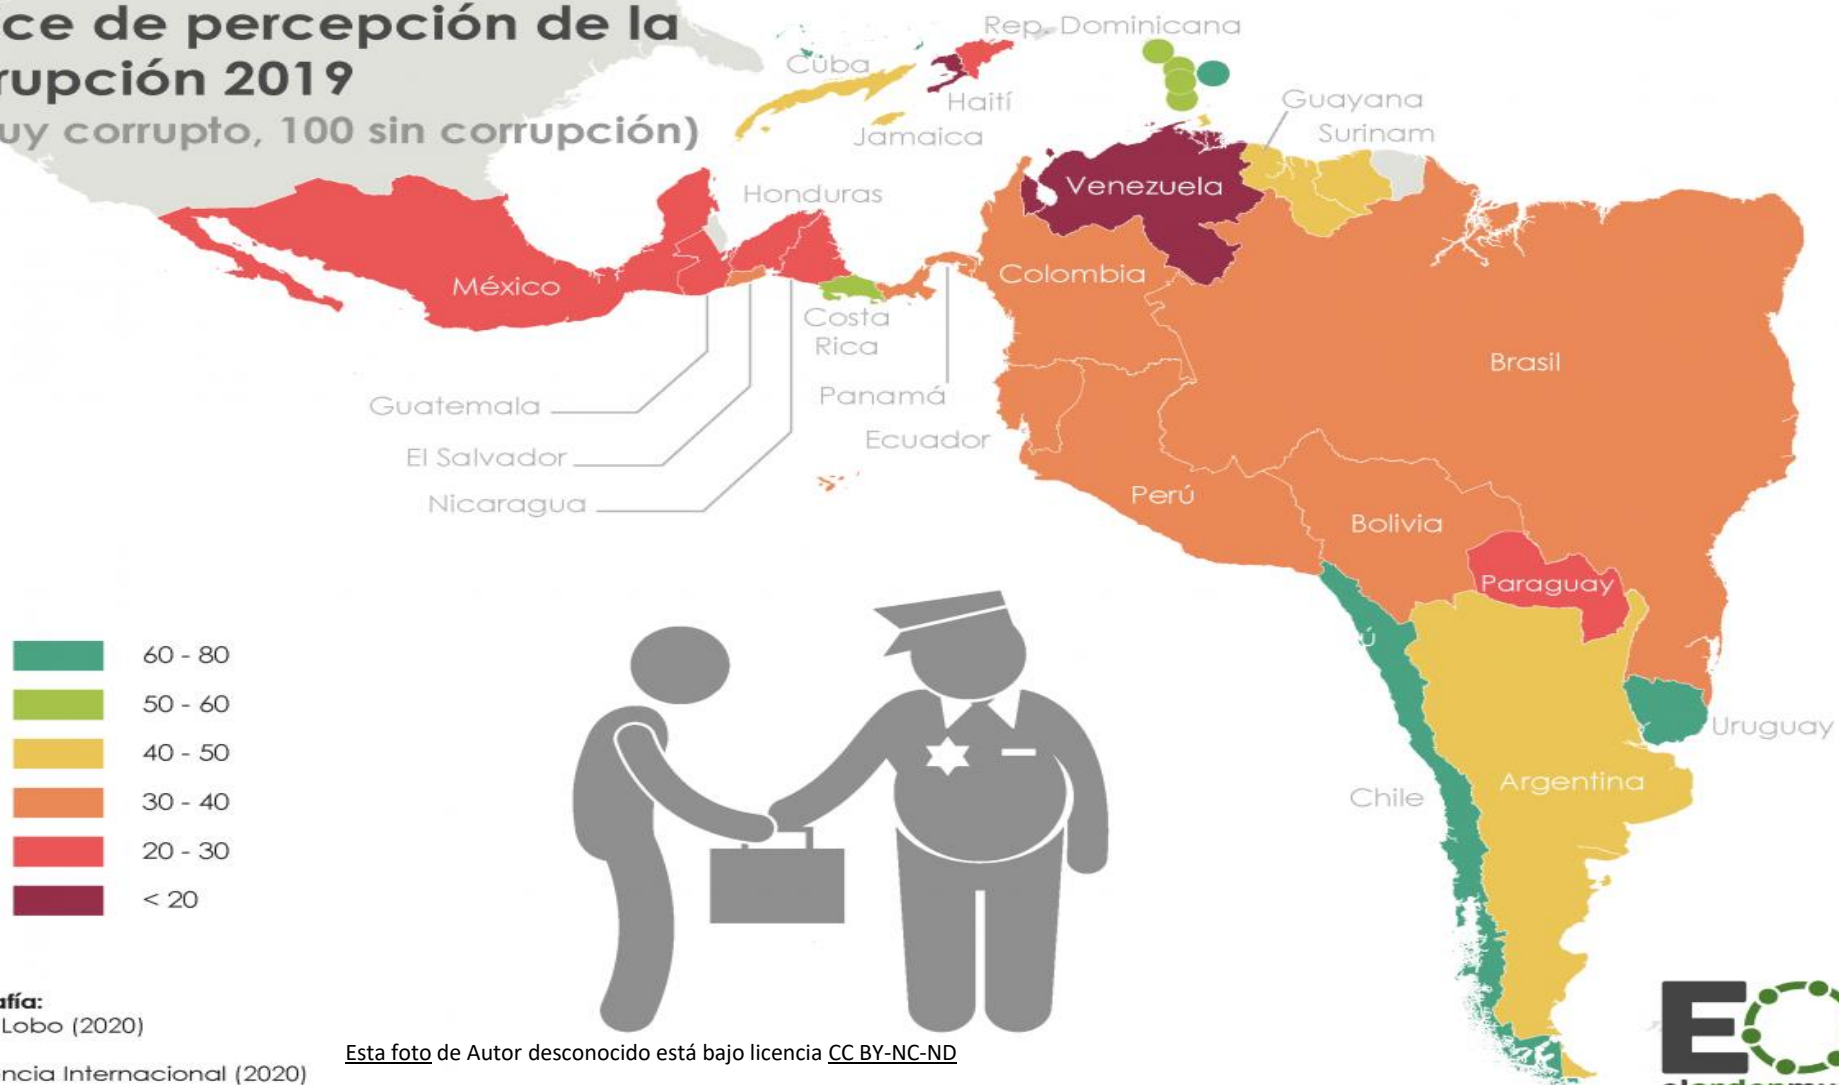 ce de percepción de la
rupción 2019
uy corrupto, 100 sin corrupción)
Rep. Dominicana
Cuba
Haití
Jamaica
Guayana
Surinam
Honduras
Venezuela
México
Colombia
Costa
Rica
Brasil
Guatemala
Panamá
El Salvador
Ecuador
Nicaragua
Perú
Bolivia
Paraguay
ú
Uruguay
Argentina
Chile
60 - 80
50 - 60
40 - 50
30 - 40
20 - 30
< 20
afía:
Lobo (2020)
Esta foto de Autor desconocido está bajo licencia CC BY-NC-ND
ncia Internacional (2020)
EO